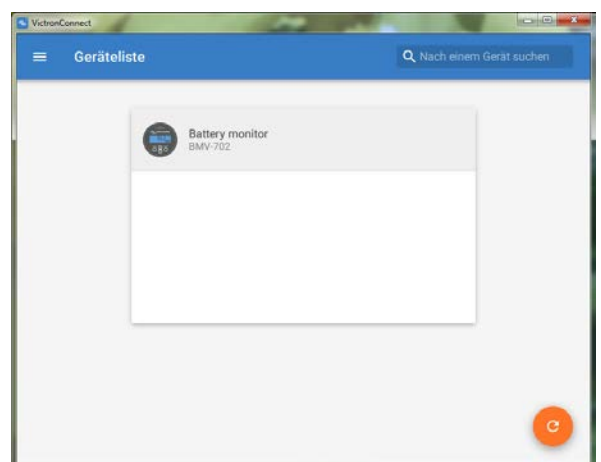 VictronConnect
Geräteliste
Nach einem Gerät suchen
Battery monitor
BMV-702